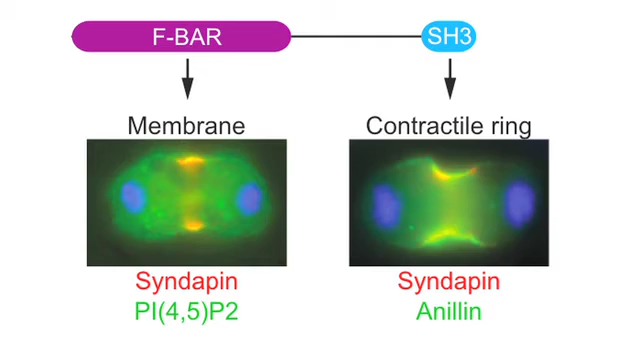 F-BAR
SH3
Membrane
Contractile ring
Syndapin
PI(4,5)P2
Syndapin
Anillin